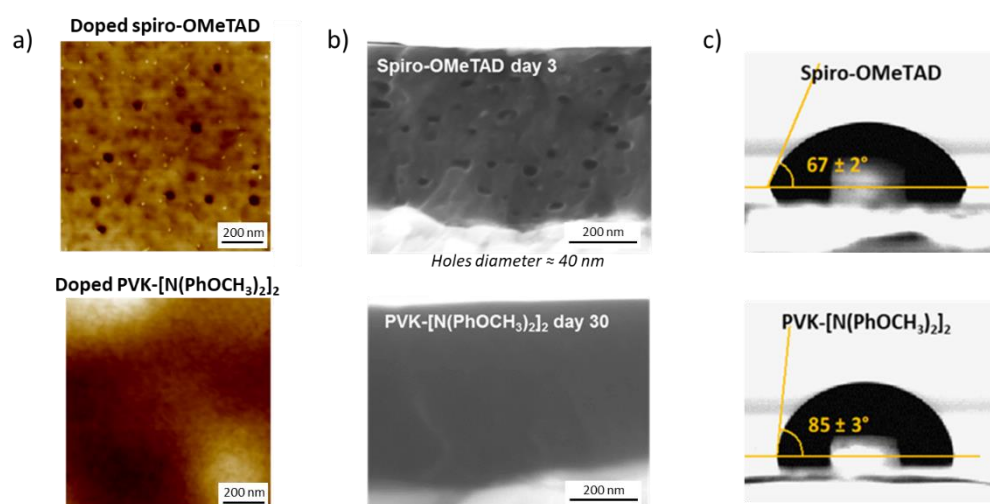 a)
Doped spiro-OMeTAD
200 nm
Doped PVK-[N(PhOCH₃)₂]₂
200 nm
b)
Spiro-OMeTAD day 3
200 nm
Holes diameter ≈ 40 nm
PVK-[N(PhOCH₃)₂]₂ day 30
200 nm
c)
Spiro-OMeTAD
67 ± 2°
PVK-[N(PhOCH₃)₂]₂
85 ± 3°